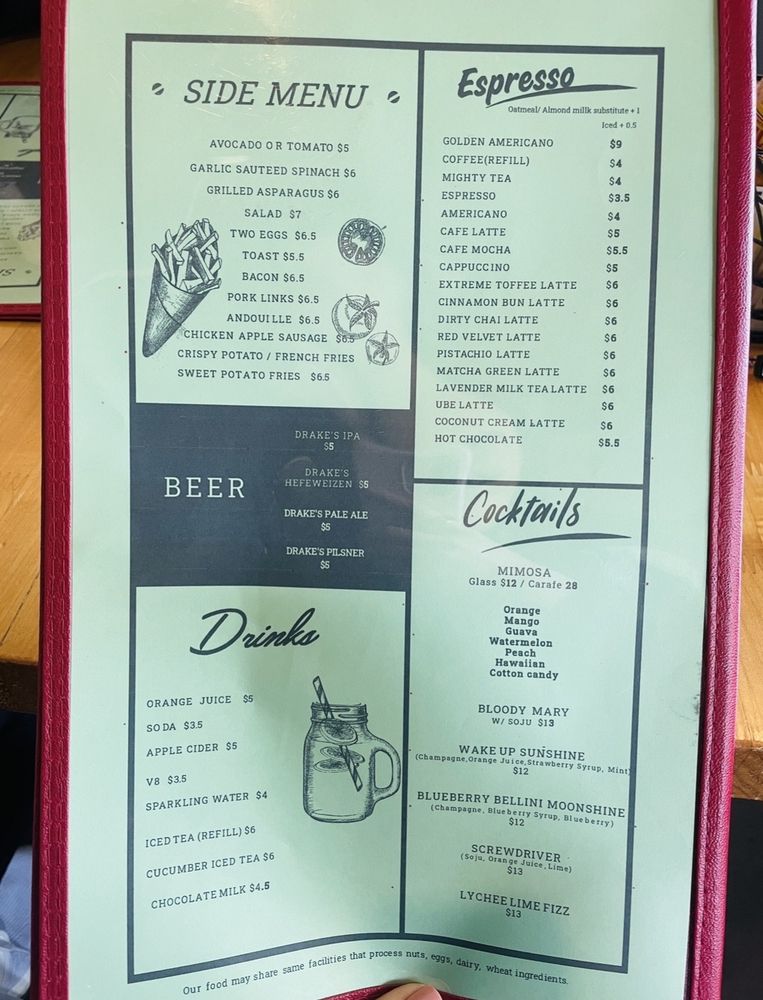 SIDE MENU
AVOCADO OR TOMATO $5
GARLIC SAUTEED SPINACH $6
GRILLED ASPARAGUS $6
SALAD $7
TWO EGGS $6.5
TOAST $5.5
BACON $6.5
PORK LINKS $6.5
ANDOUILLE $6.5
CHICKEN APPLE SAUSAGE $6.5
CRISPY POTATO / FRENCH FRIES
SWEET POTATO FRIES $6.5
BEER
DRAKE'S IPA
$5
DRAKE'S
HEFEWEIZEN $5
DRAKE'S PALE ALE
$5
DRAKE'S PILSNER
$5
Drinks
ORANGE JUICE $5
SODA $3.5
APPLE CIDER $5
V8 $3.5
SPARKLING WATER $4
ICED TEA (REFILL) $6
CUCUMBER ICED TEA $6
CHOCOLATE MILK $4.5
Espresso
Oatmeal/ Almond millk substitute + 1
Iced + 0.5
GOLDEN AMERICANO $9
COFFEE(REFILL) $4
MIGHTY TEA $4
ESPRESSO $3.5
AMERICANO $4
CAFE LATTE $5
CAFE MOCHA $5.5
CAPPUCCINO $5
EXTREME TOFFEE LATTE $6
CINNAMON BUN LATTE $6
DIRTY CHAI LATTE $6
RED VELVET LATTE $6
PISTACHIO LATTE $6
MATCHA GREEN LATTE $6
LAVENDER MILK TEA LATTE $6
UBE LATTE $6
COCONUT CREAM LATTE $6
HOT CHOCOLATE $5.5
Cocktails
MIMOSA
Glass $12 / Carafe 28
Orange
Mango
Guava
Watermelon
Peach
Hawaiian
Cotton candy
BLOODY MARY
W/ SOJU $13
WAKE UP SUNSHINE
(Champagne,Orange Juice,Strawberry Syrup, Mint)
$12
BLUEBERRY BELLINI MOONSHINE
(Champagne, Blueberry Syrup, Blueberry)
$12
SCREWDRIVER
(Soju, Orange Juice, Lime)
$13
LYCHEE LIME FIZZ
$13
Our food may share same facilities that process nuts, eggs, dairy, wheat ingredients.